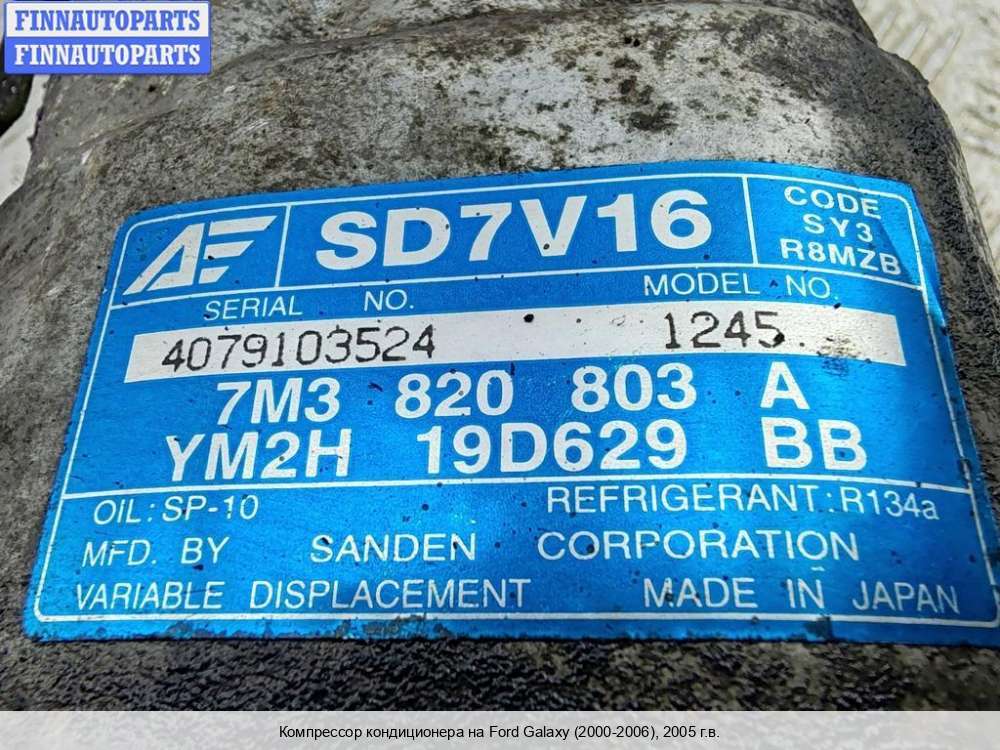 FINNAUTOPARTS
FINNAUTOPARTS
AE SD7V16 CODE
SY3
R8MZB
SERIAL NO. MODEL NO.
4079103524 1245
7M3 820 803 A
YM2H 19D629 BB
OIL: SP-10 REFRIGERANT: R134a
MFD. BY SANDEN CORPORATION
VARIABLE DISPLACEMENT MADE IN JAPAN
Компрессор кондиционера на Ford Galaxy (2000-2006), 2005 г.в.